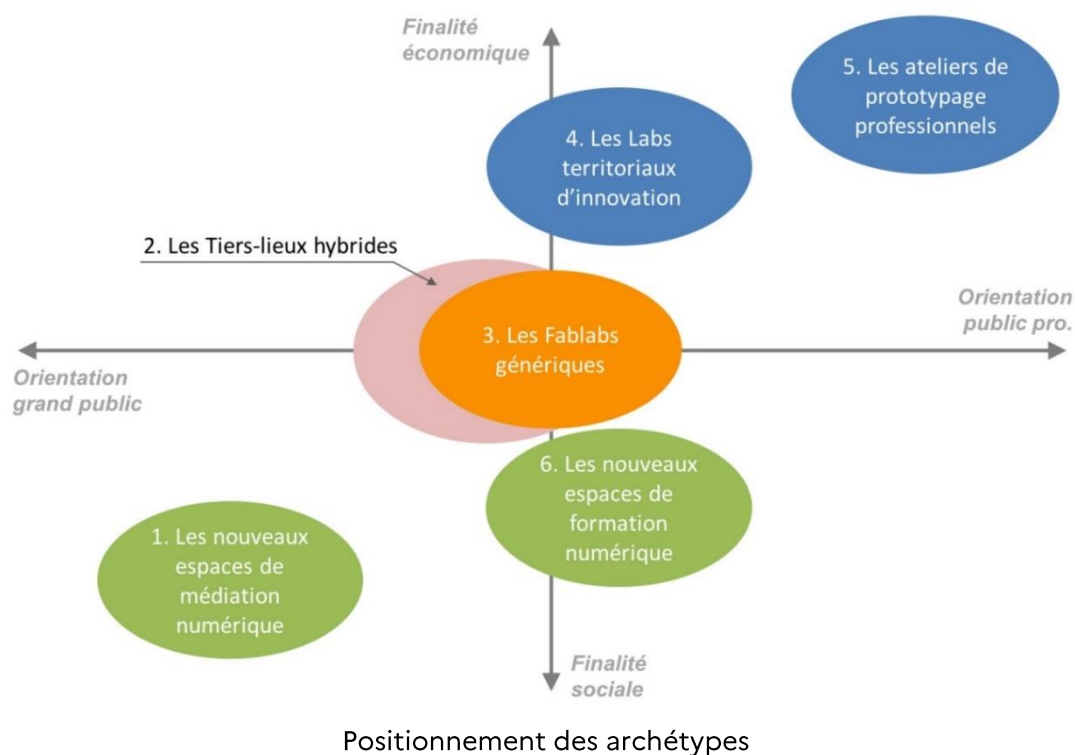 Finalité
économique
5. Les ateliers de
prototypage
professionnels
4. Les Labs
territoriaux
d’innovation
2. Les Tiers-lieux hybrides
Orientation
public pro.
3. Les Fablabs
génériques
Orientation
grand public
6. Les nouveaux
espaces de
formation
numérique
1. Les nouveaux
espaces de
médiation
numérique
Finalité
sociale
Positionnement des archétypes